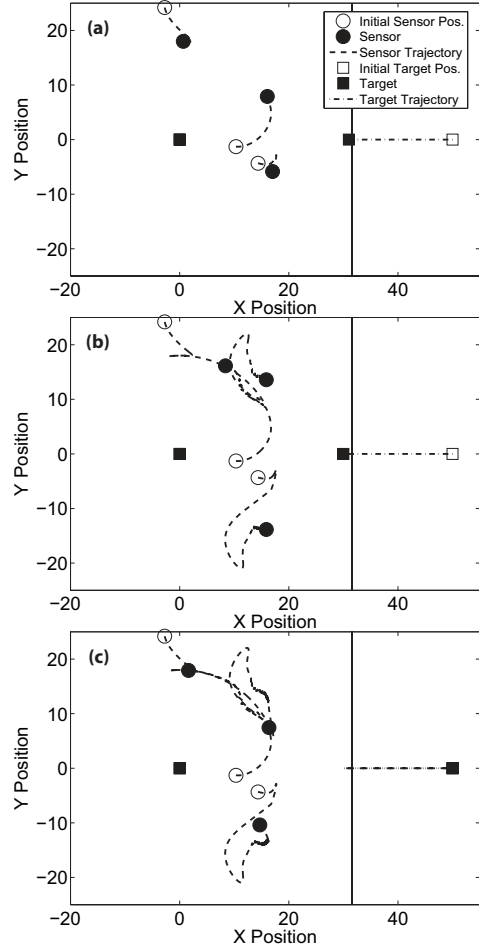 (a)
Initial Sensor Pos.
Sensor
Sensor Trajectory
Initial Target Pos.
Target
Target Trajectory
20
10
0
−10
−20
Y Position
−20
0
20
40
X Position
(b)
20
10
0
−10
−20
Y Position
−20
0
20
40
X Position
(c)
20
10
0
−10
−20
Y Position
−20
0
20
40
X Position